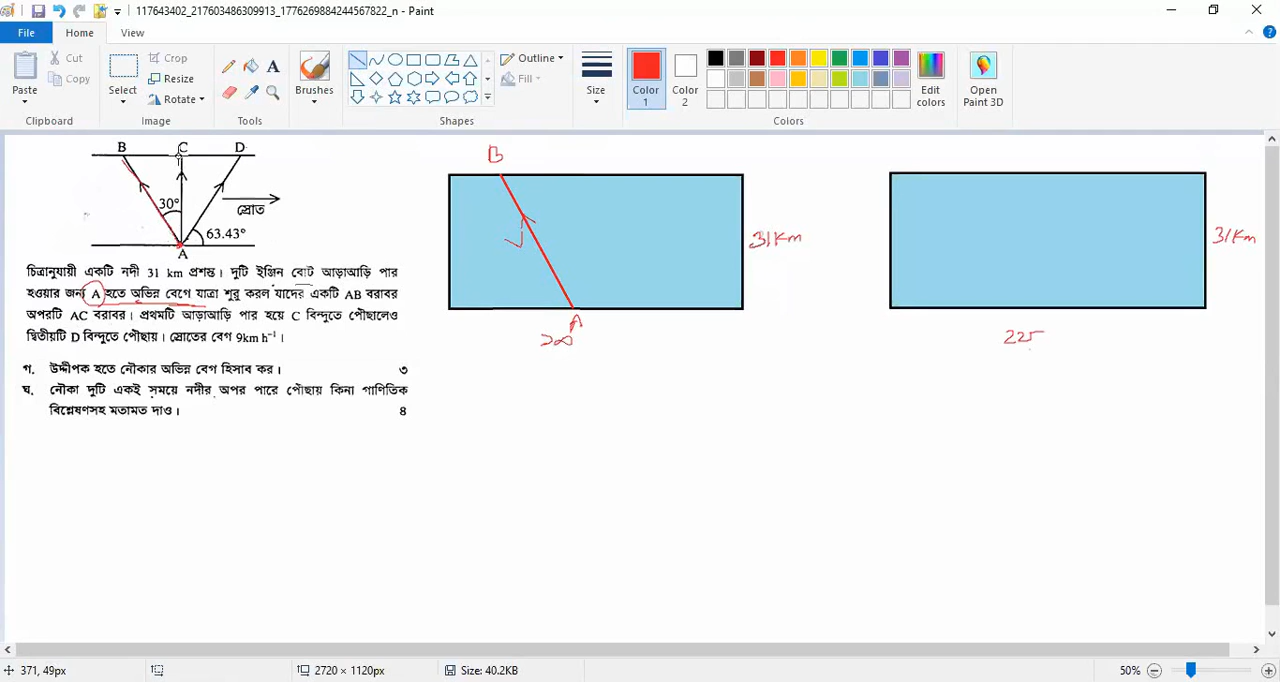 117643402_217603486309913_1776269884244567822_n - Paint
File Home View
Paste Cut Copy
Clipboard
Select Crop Resize Rotate
Image
Tools
Brushes
Outline Fill
Shapes
Size
Color 1
Color 2
Edit colors
Open Paint 3D
Colors
B C D
30°
স্রোত
63.43°
A
চিত্রানুযায়ী একটি নদী 31 km প্রশস্ত। দুটি ইঞ্জিন বোট আড়াআড়ি পার
হওয়ার জন্য A হতে অভিন্ন বেগে যাত্রা শুরু করল যাদের একটি AB বরাবর
অপরটি AC বরাবর। প্রথমটি আড়াআড়ি পার হয়ে C বিন্দুতে পৌছালেও
দ্বিতীয়টি D বিন্দুতে পৌছায়। স্রোতের বেগ 9km h⁻¹।
গ. উদ্দীপক হতে নৌকার অভিন্ন বেগ হিসাব কর। ৩
ঘ. নৌকা দুটি একই সময়ে নদীর অপর পারে পৌছায় কিনা গাণিতিক
বিশ্লেষণসহ মতামত দাও। ৪
B
V
31Km
A
31Km
371, 49px
2720 × 1120px
Size: 40.2KB
50%